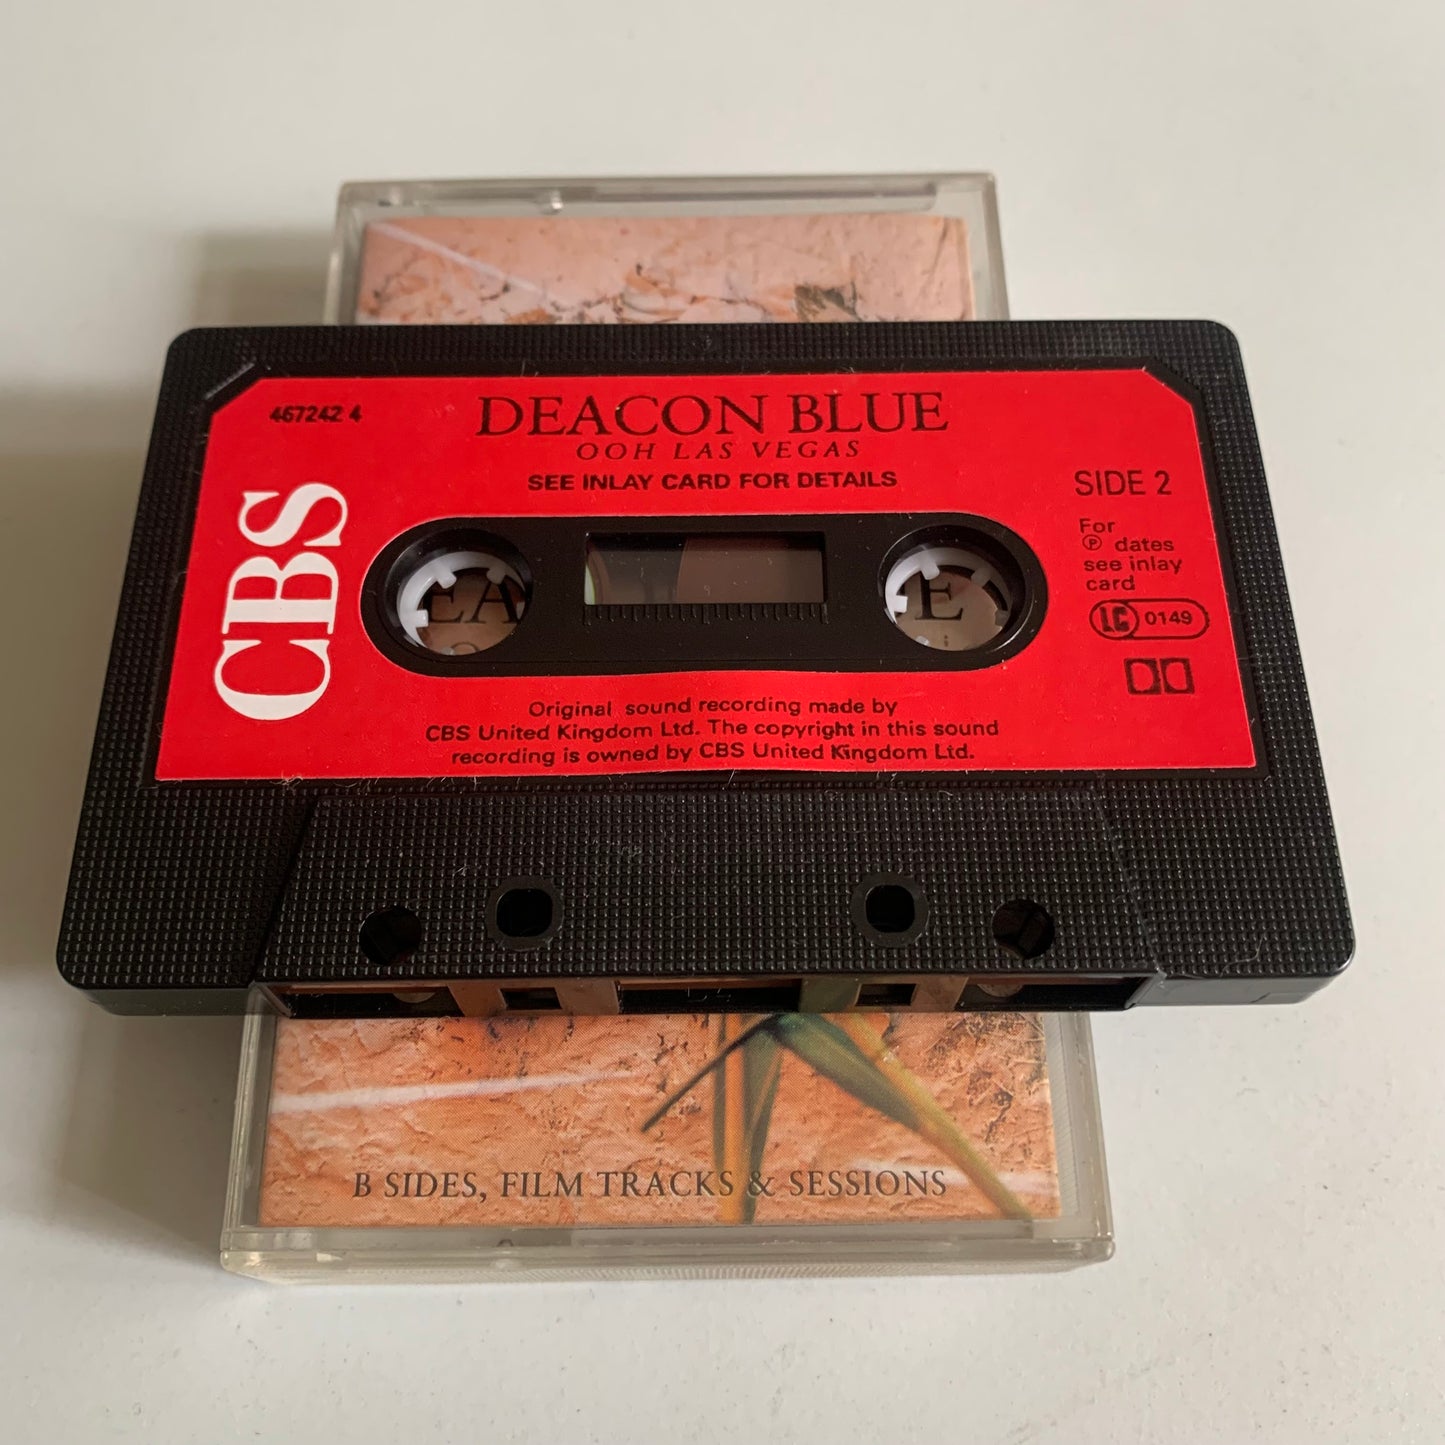 467242 4
DEACON BLUE
OOH LAS VEGAS
SEE INLAY CARD FOR DETAILS
CBS
SIDE 2
For
℗ dates
see inlay
card
LC 0149
EA
E
Original sound recording made by
CBS United Kingdom Ltd. The copyright in this sound
recording is owned by CBS United Kingdom Ltd.
B SIDES, FILM TRACKS & SESSIONS